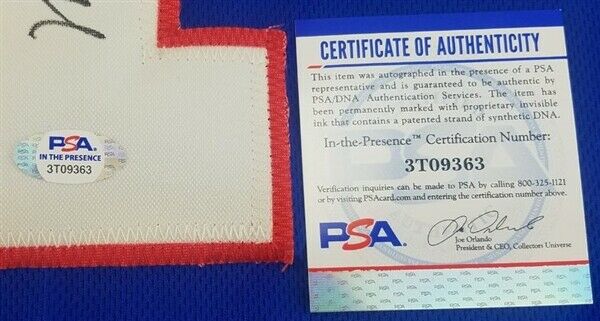 PSA
IN THE PRESENCE
3T09363
CERTIFICATE OF AUTHENTICITY
This item was autographed in the presence of a PSA
representative and is guaranteed to be authentic by
PSA/DNA Authentication Services. The item has
been permanently marked with proprietary invisible
ink that contains a patented strand of synthetic DNA.
In-the-Presence™ Certification Number:
3T09363
Verification inquiries can be made to PSA by calling 800-325-1121
or by visiting PSAcard.com and entering the certification number above.
PSA
Joe Orlando
President & CEO, Collectors Universe